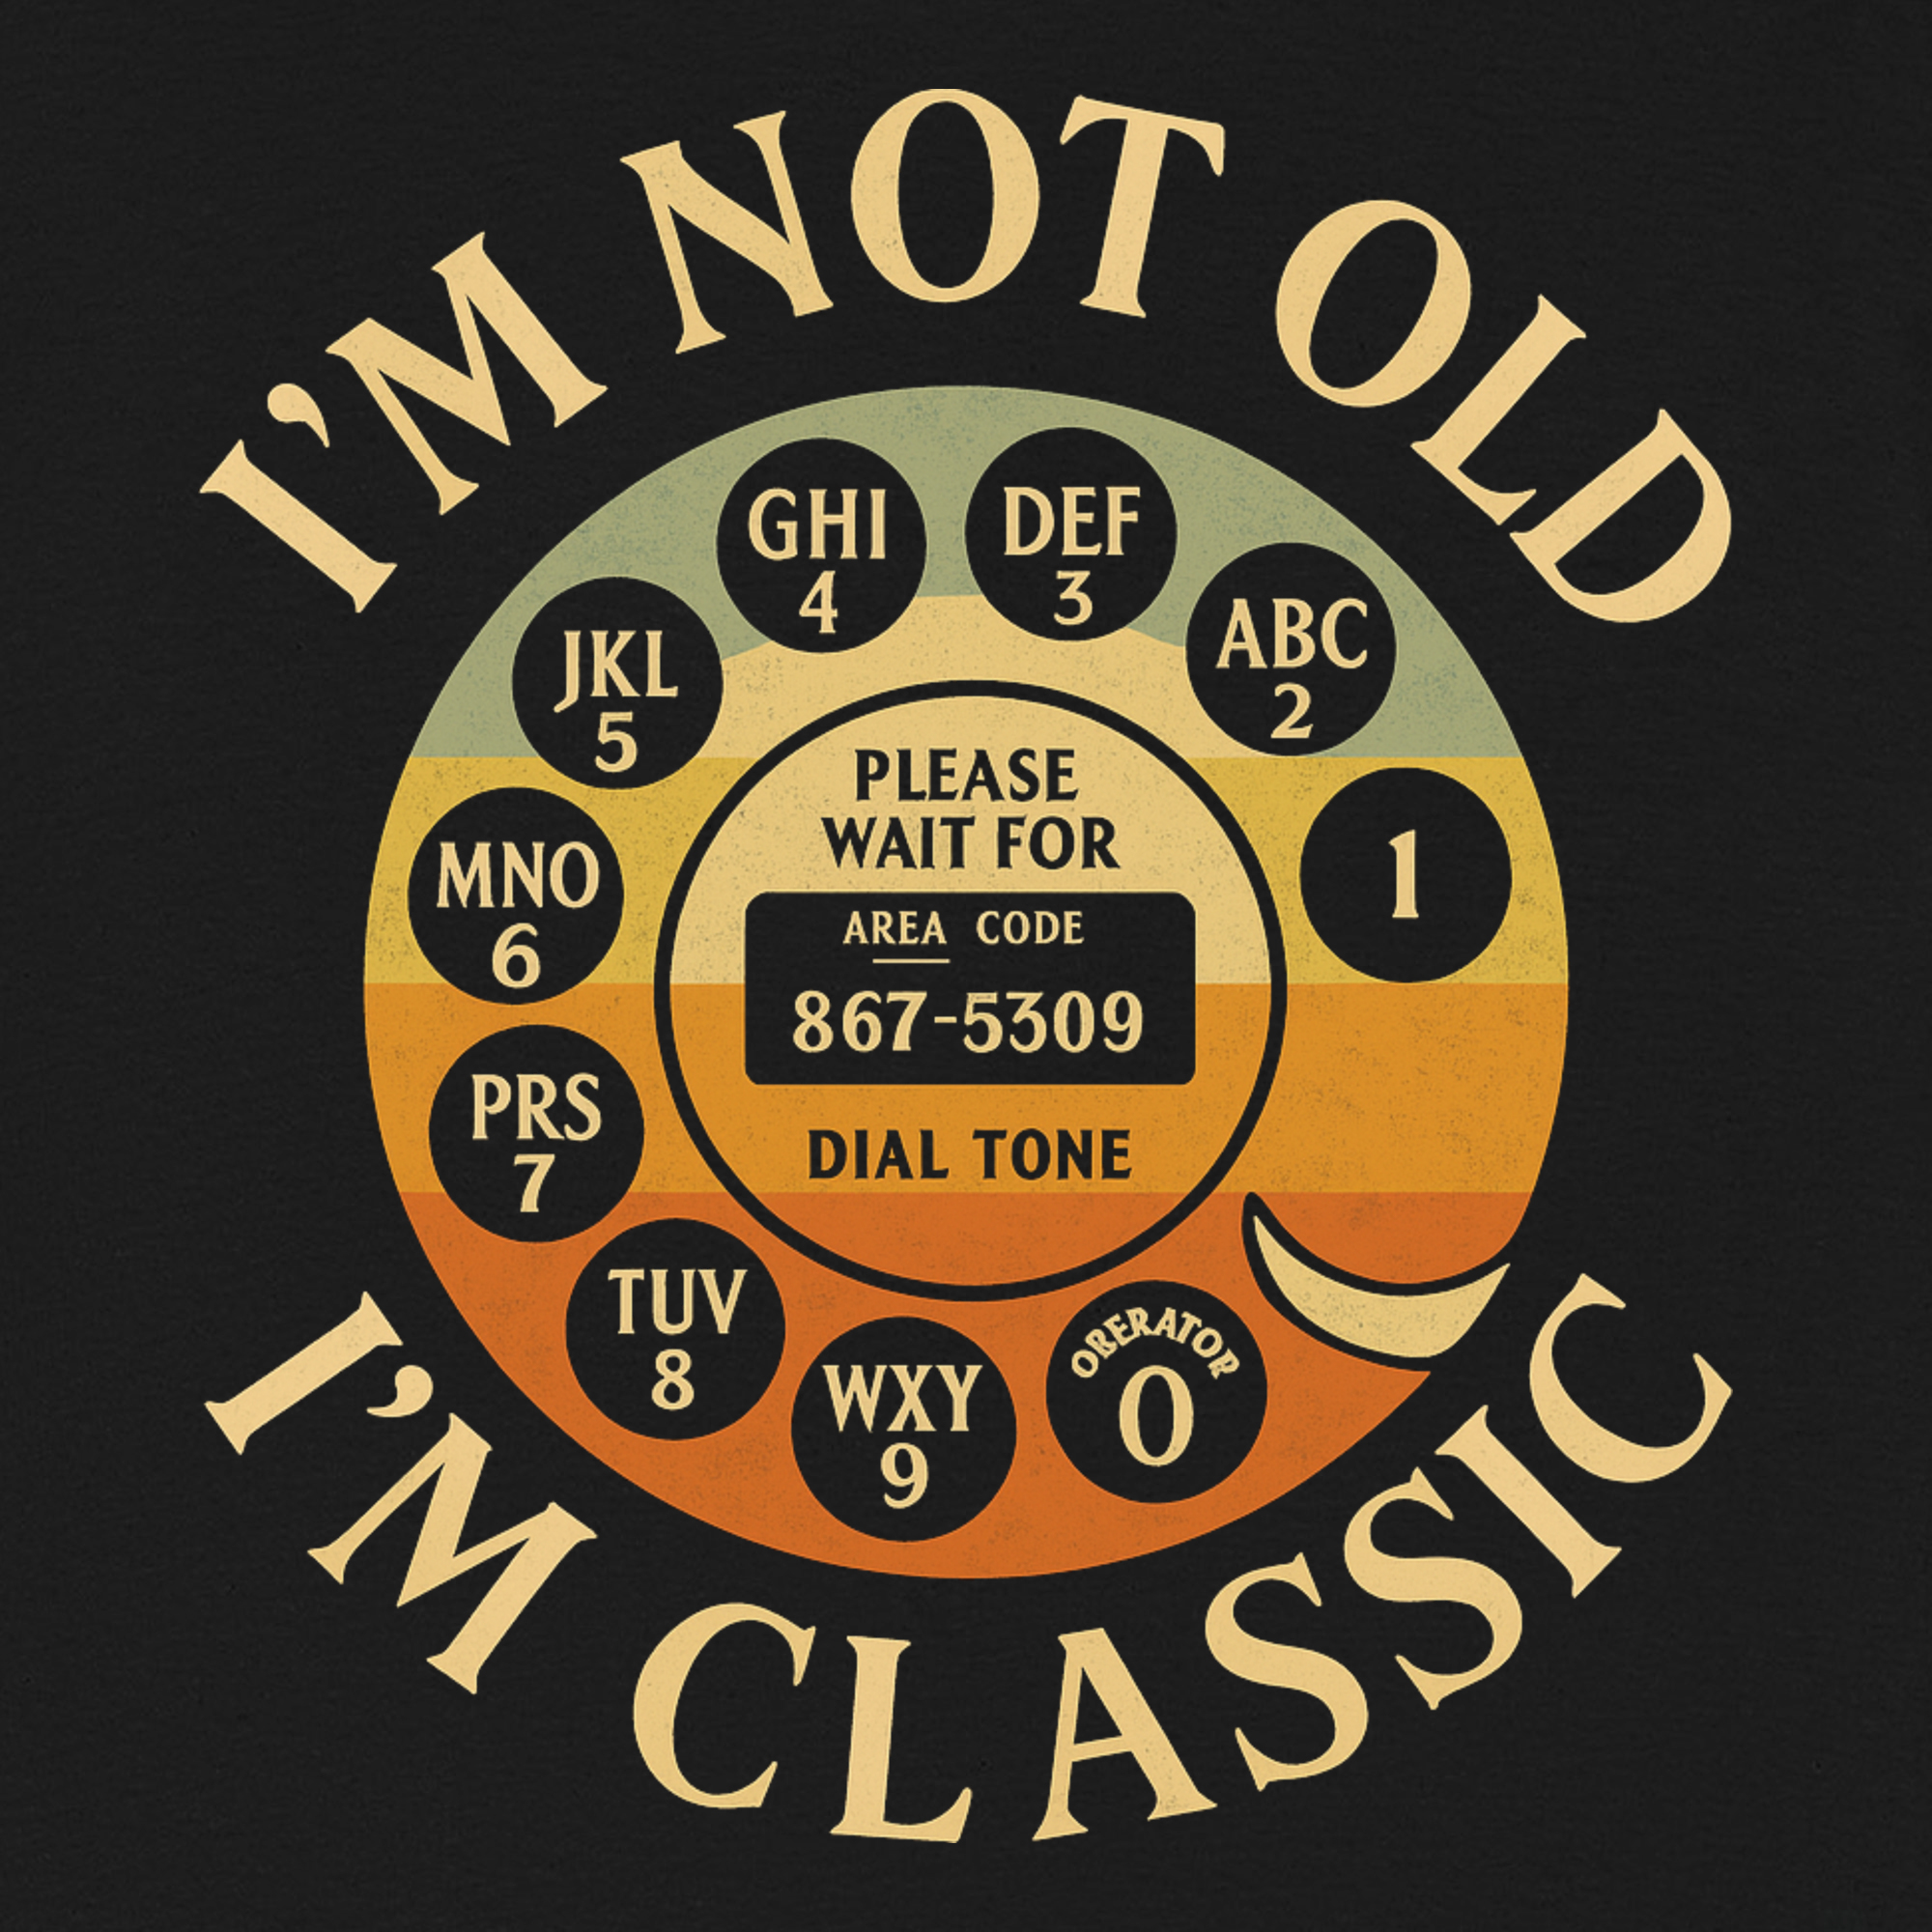 I'M NOT OLD
GHI
4
DEF
3
JKL
5
ABC
2
PLEASE
WAIT FOR
MNO
6
1
AREA CODE
867-5309
PRS
7
DIAL TONE
TUV
8
WXY
9
OBERATOR
0
I'M CLASSIC